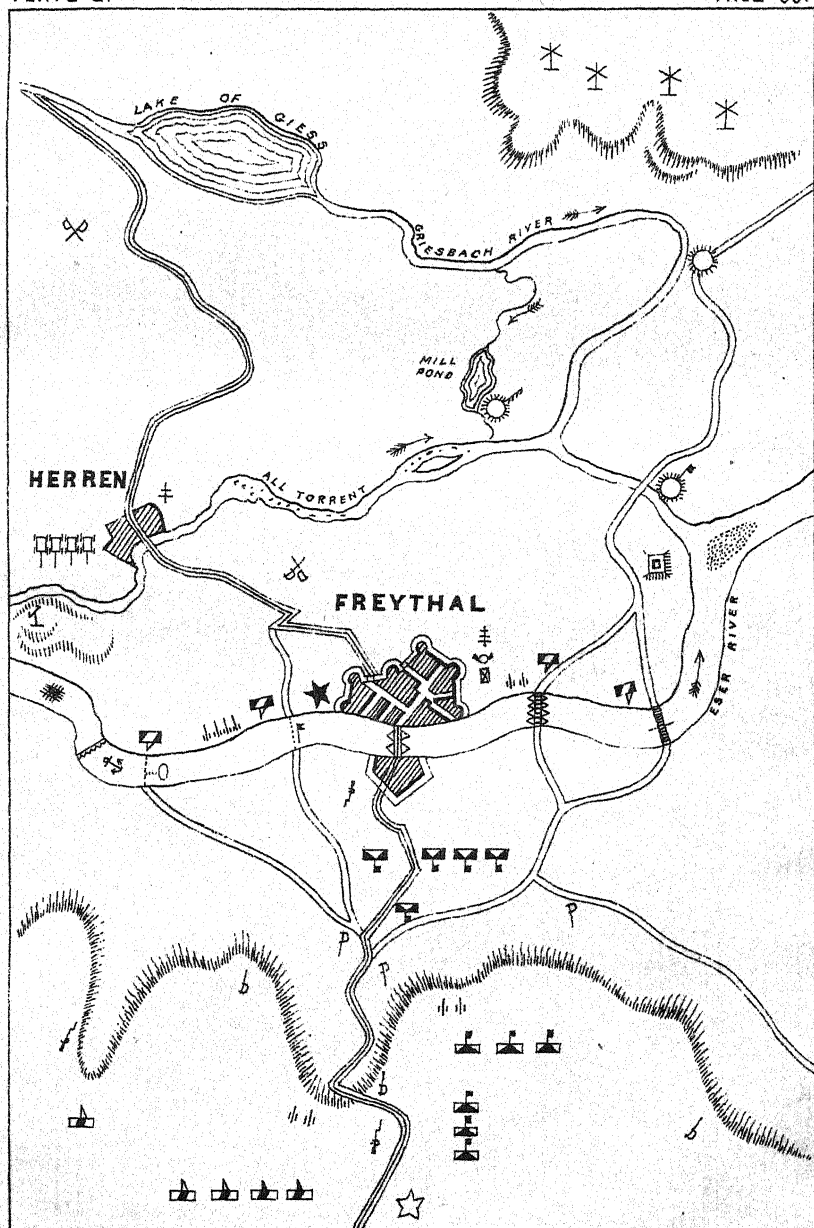 LAKE OF GIESS
GRIESBACH RIVER
MILL
POND
HERREN
ALL TORRENT
FREYTHAL
ESER RIVER
P
P
P
b
b
b